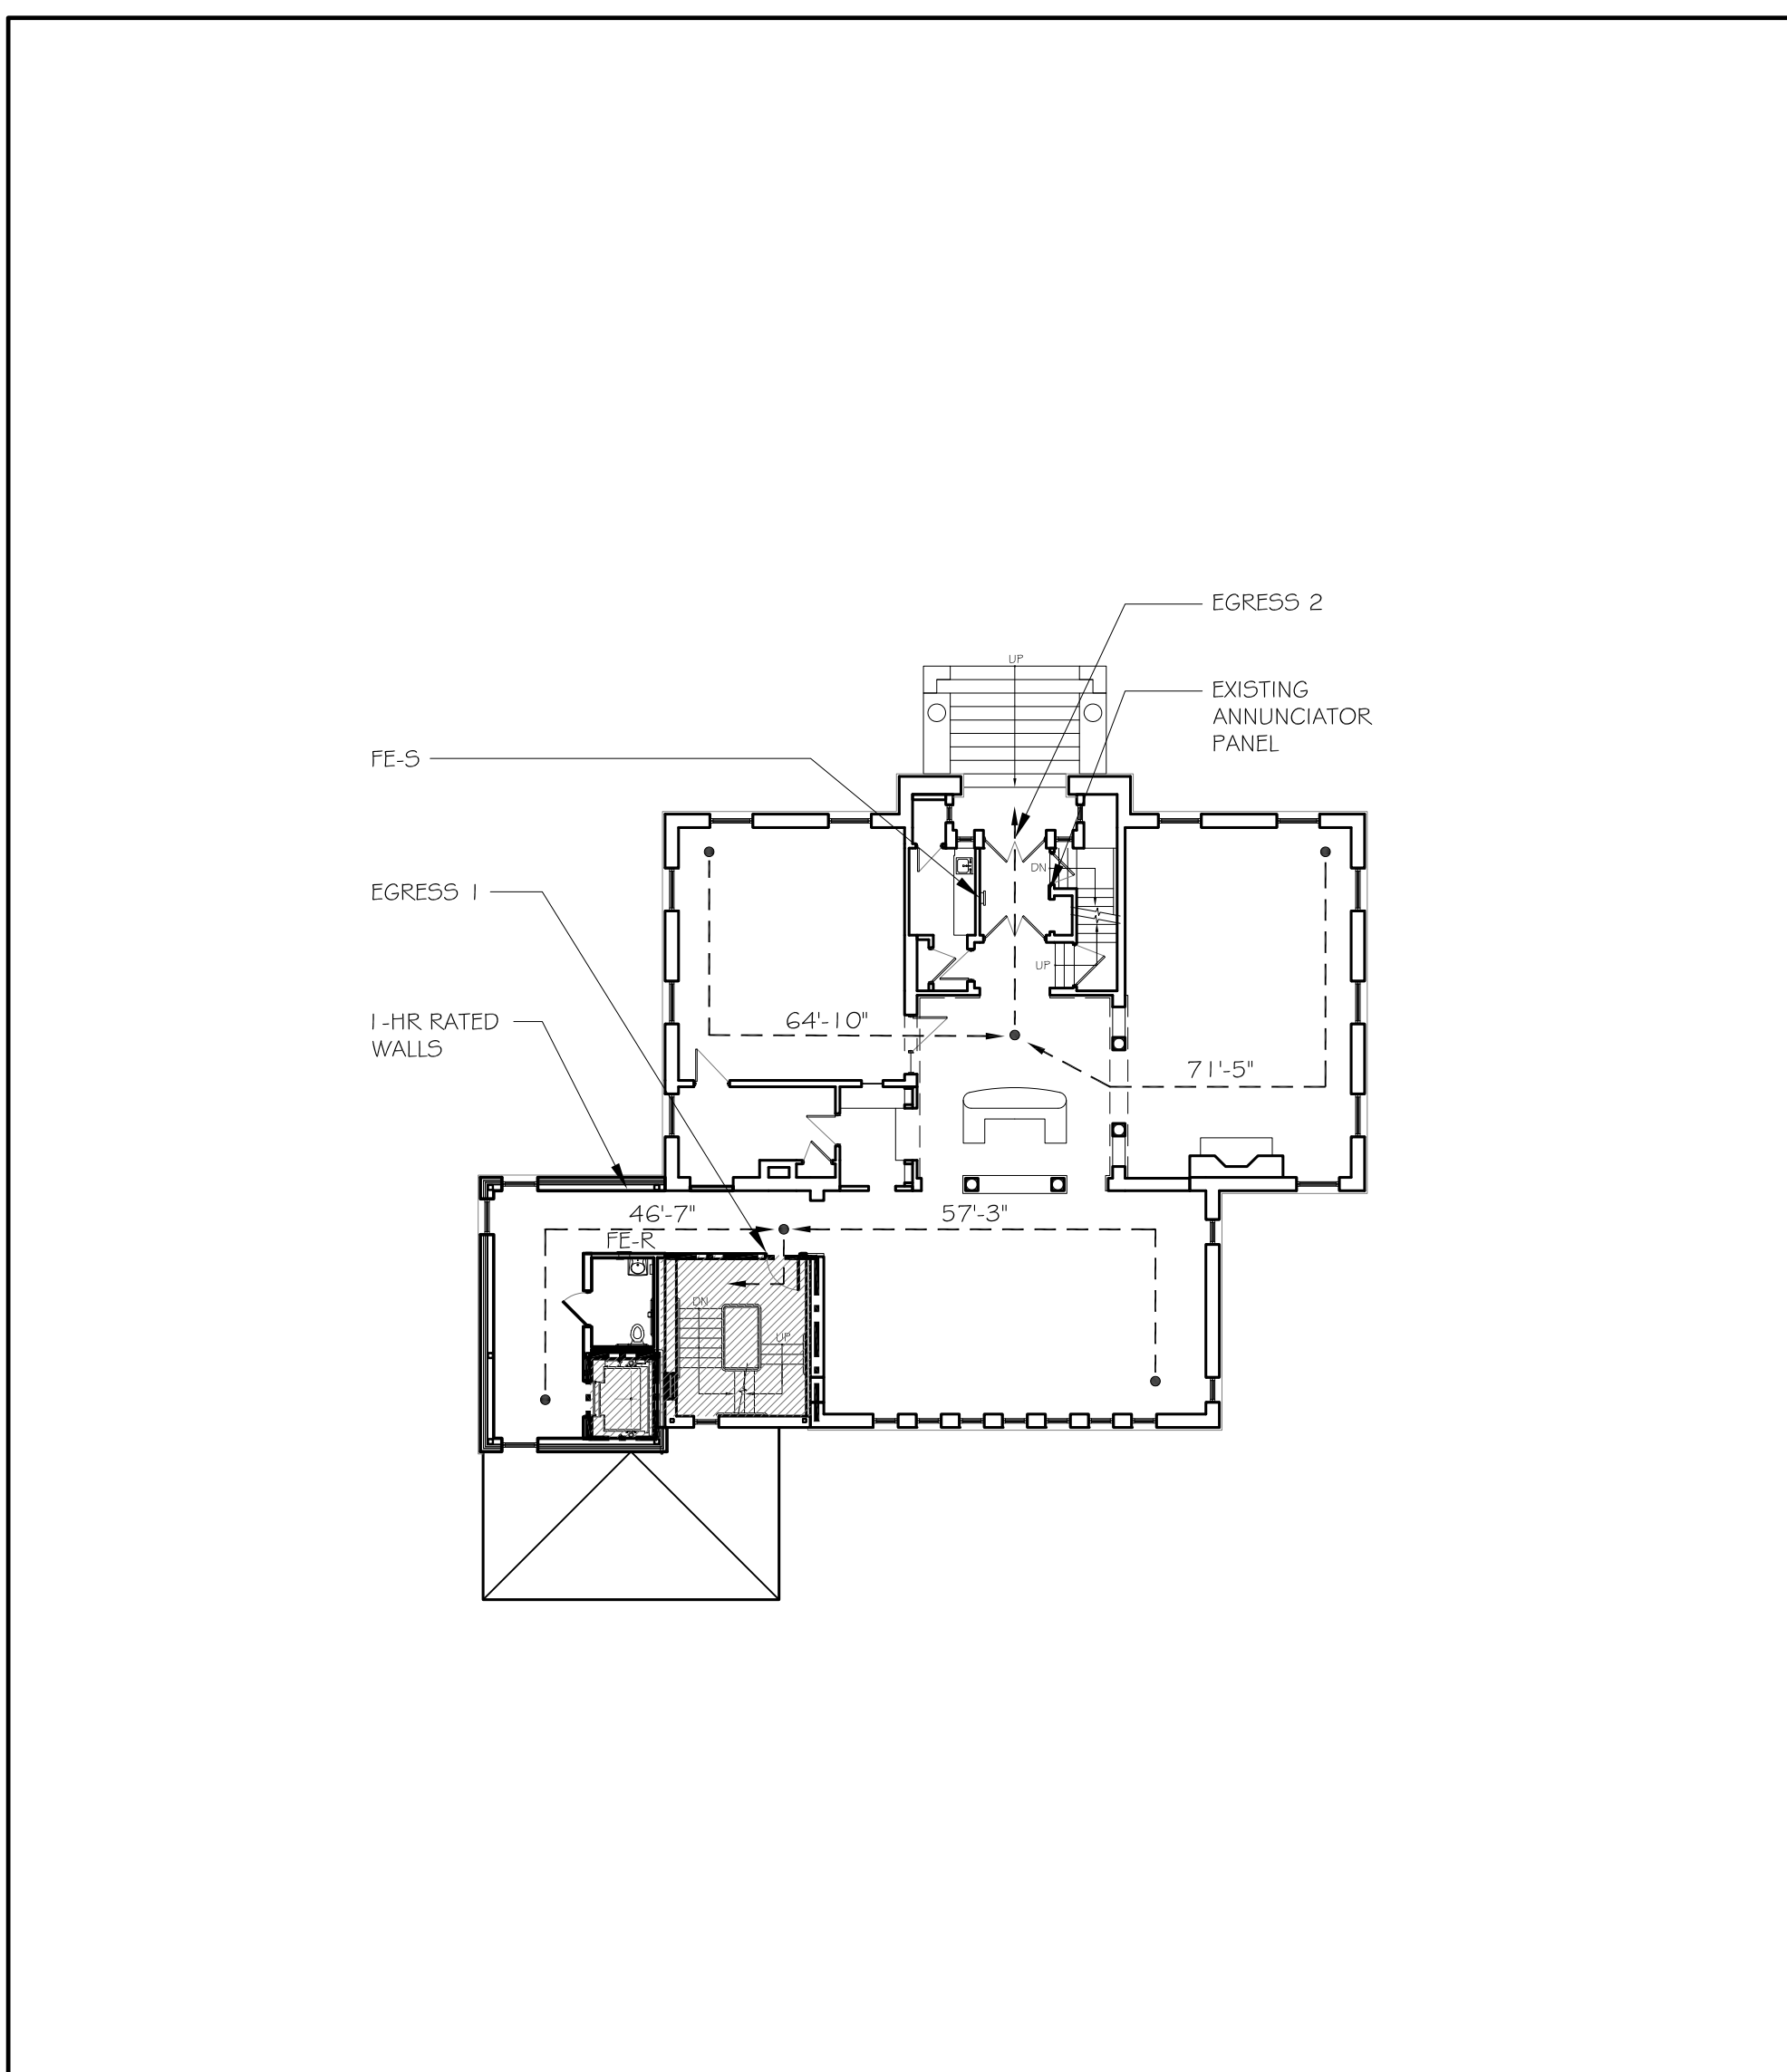 EGRESS 2
UP
EXISTING
ANNUNCIATOR
PANEL
FE-S
DN
EGRESS 1
UP
1-HR RATED
WALLS
64'-10"
71'-5"
46'-7"
57'-3"
FE-R
DN
UP